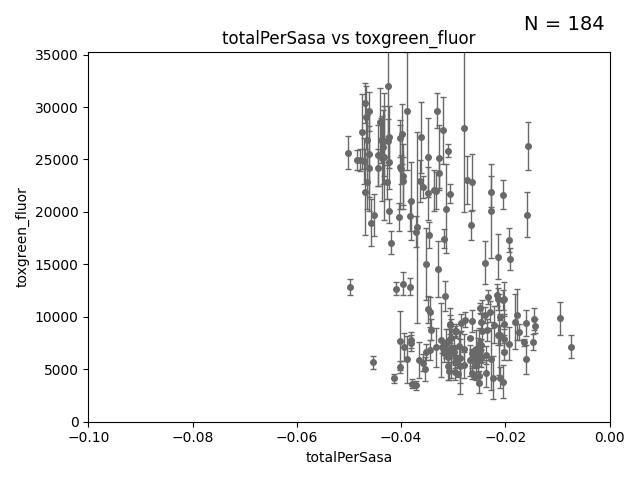 N = 184
totalPerSasa vs toxgreen_fluor
toxgreen_fluor
35000
30000
25000
20000
15000
10000
5000
0
−0.10 −0.08 −0.06 −0.04 −0.02 0.00
totalPerSasa